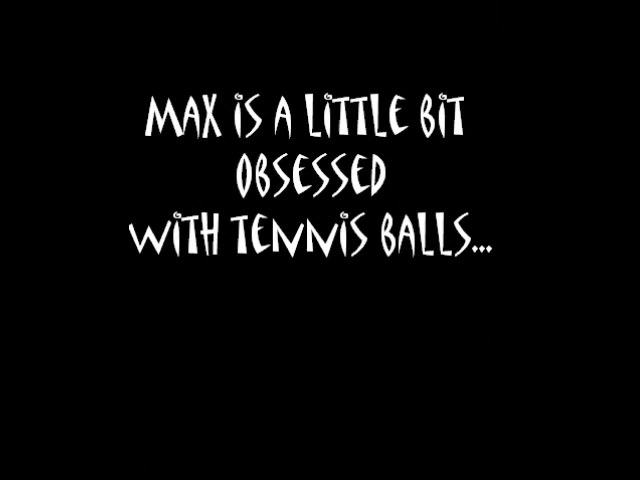 MAX iS A LiTTLE BiT
OBSESSED
WiTH TENNiS BALLS...